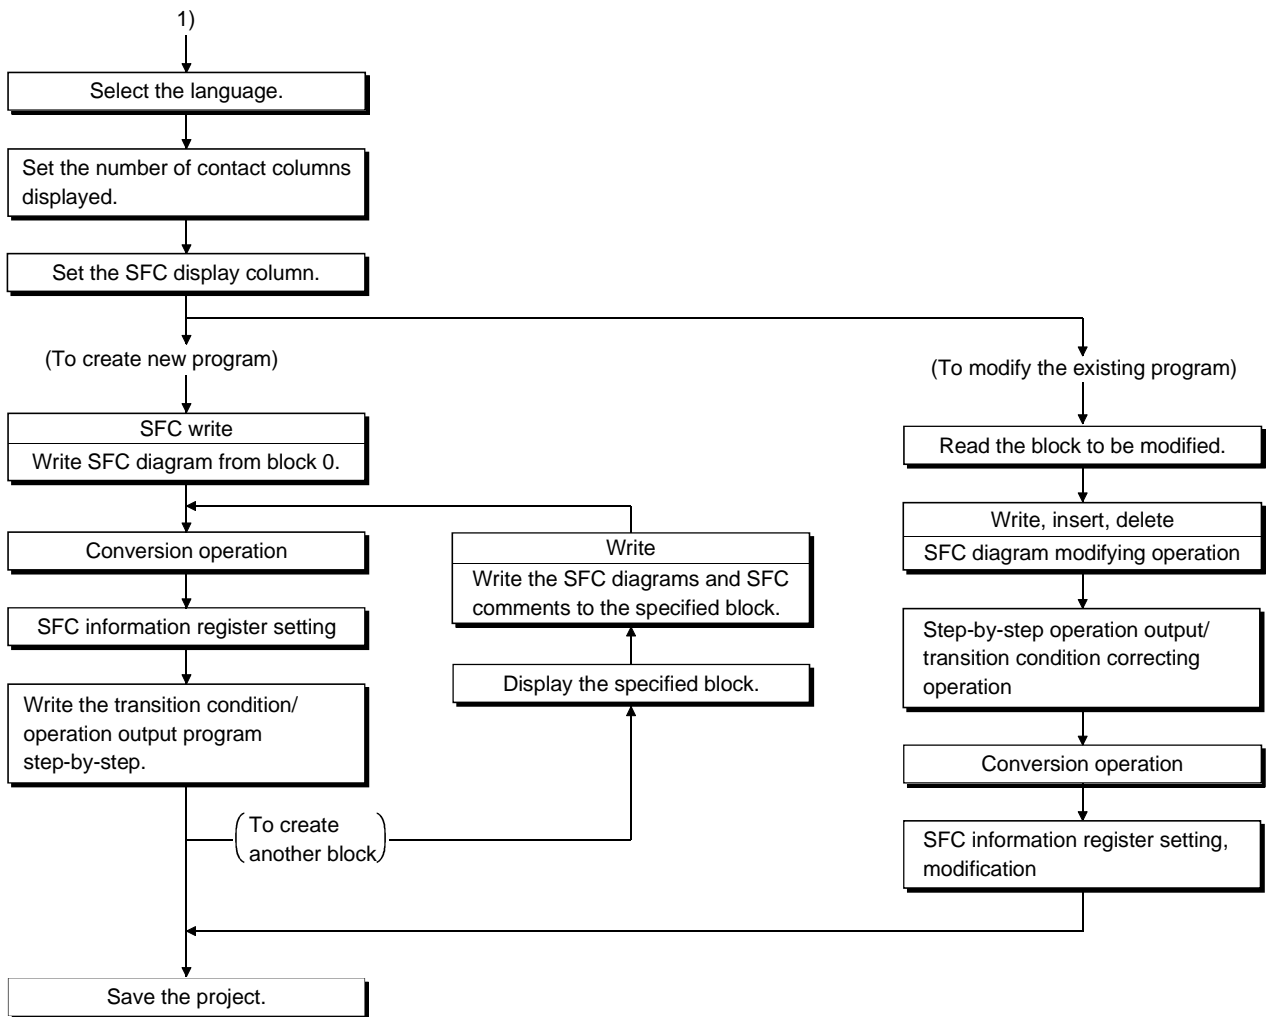 1)
Select the language.
Set the number of contact columns
displayed.
Set the SFC display column.
(To create new program)
SFC write
Write SFC diagram from block 0.
Conversion operation
SFC information register setting
Write the transition condition/
operation output program
step-by-step.
(To create
another block)
Write
Write the SFC diagrams and SFC
comments to the specified block.
Display the specified block.
(To modify the existing program)
Read the block to be modified.
Write, insert, delete
SFC diagram modifying operation
Step-by-step operation output/
transition condition correcting
operation
Conversion operation
SFC information register setting,
modification
Save the project.